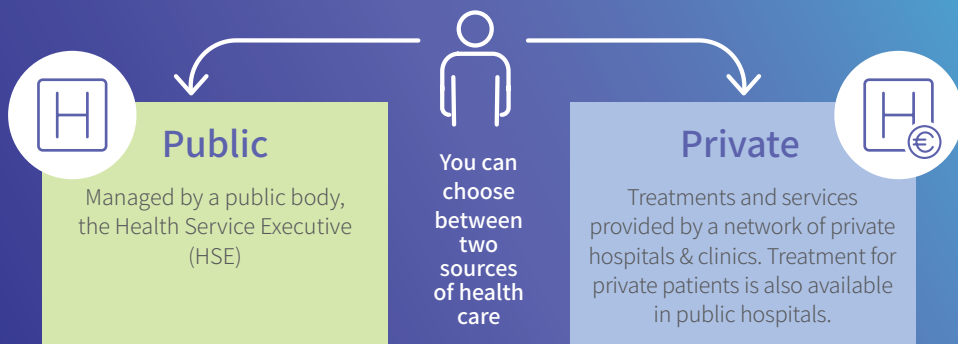 H
Public
Managed by a public body,
the Health Service Executive
(HSE)
You can
choose
between
two
sources
of health
care
H
€
Private
Treatments and services
provided by a network of private
hospitals & clinics. Treatment for
private patients is also available
in public hospitals.